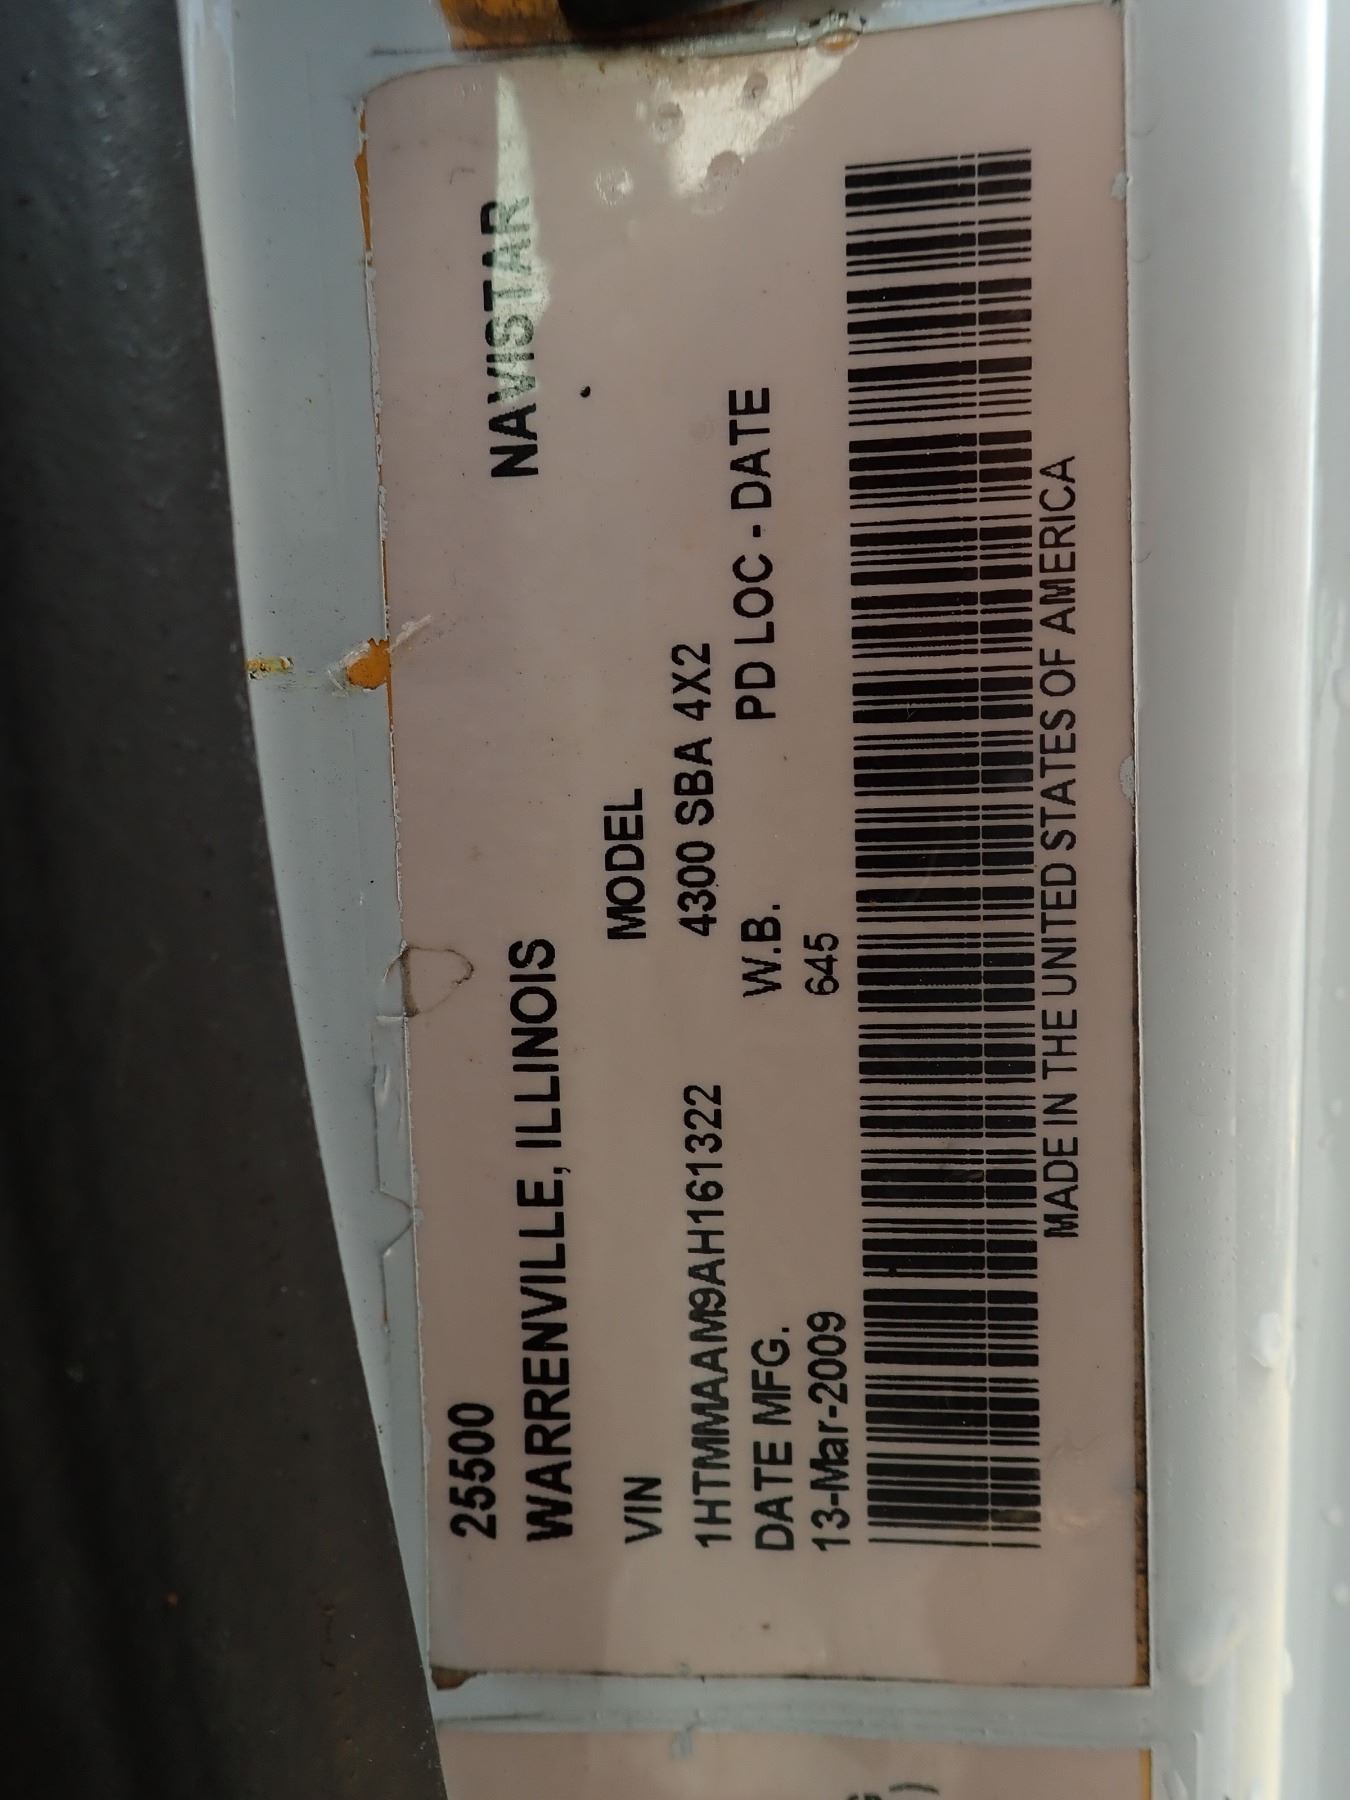 25500
WARRENVILLE, ILLINOIS NAVISTAR
VIN MODEL
1HTMMAAM9AH161322 4300 SBA 4X2
DATE MFG. W.B. PD LOC - DATE
13-Mar-2009 645
MADE IN THE UNITED STATES OF AMERICA